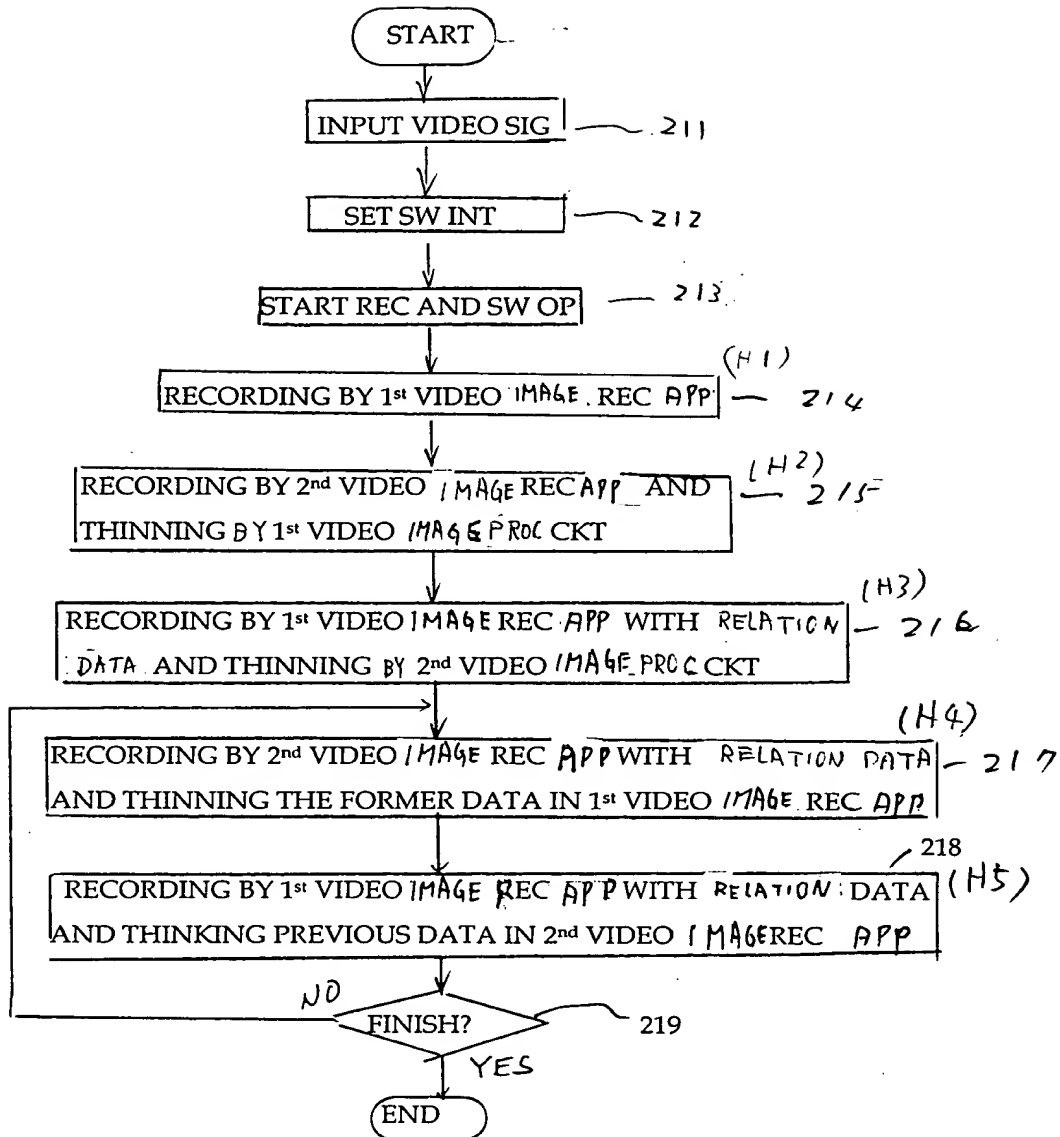 START
INPUT VIDEO SIG 211
SET SW INT 212
START REC AND SW OP 213
(H1)
RECORDING BY 1st VIDEO IMAGE. REC APP 214
(H2)
RECORDING BY 2nd VIDEO IMAGE REC APP AND 215
THINNING BY 1st VIDEO IMAGE PROC CKT
(H3)
RECORDING BY 1st VIDEO IMAGE REC APP WITH RELATION 216
DATA AND THINNING BY 2nd VIDEO IMAGE PROC CKT
(H4)
RECORDING BY 2nd VIDEO IMAGE REC APP WITH RELATION DATA 217
AND THINNING THE FORMER DATA IN 1st VIDEO IMAGE. REC APP
218
RECORDING BY 1st VIDEO IMAGE REC APP WITH RELATION DATA (H5)
AND THINKING PREVIOUS DATA IN 2nd VIDEO IMAGE REC APP
NO
FINISH? 219
YES
END